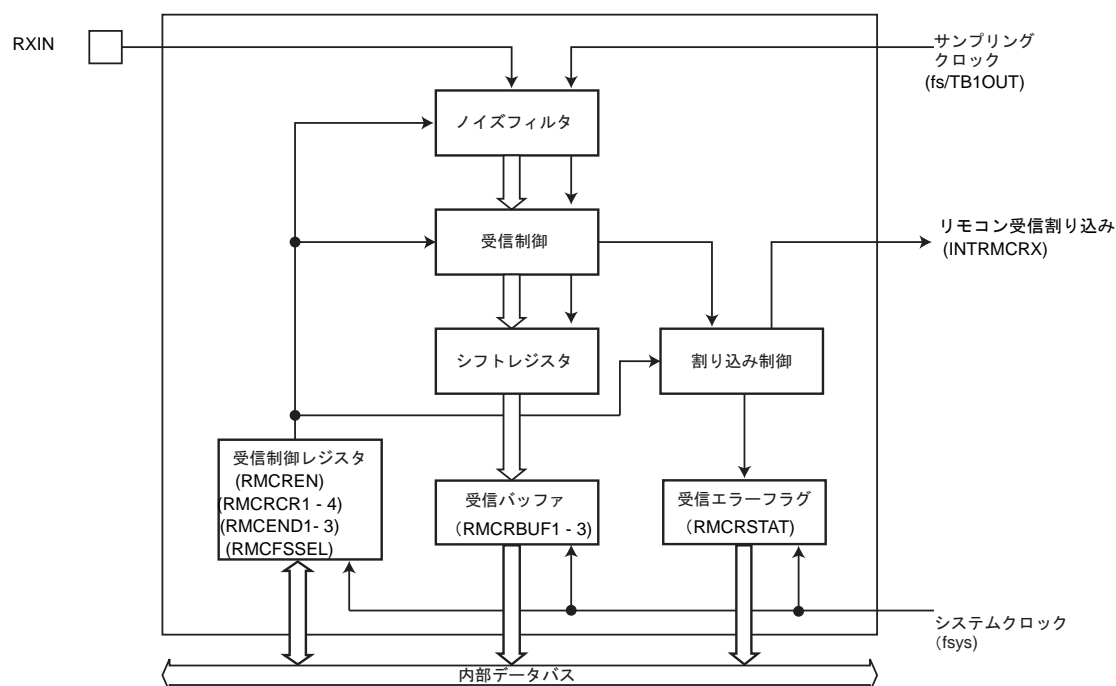 RXIN
サンプリング
クロック
(fs/TB1OUT)
ノイズフィルタ
受信制御
リモコン受信割り込み
(INTRMCRX)
シフトレジスタ
割り込み制御
受信制御レジスタ
(RMCREN)
(RMCRCR1 - 4)
(RMCEND1- 3)
(RMCFSSEL)
受信バッファ
(RMCRBUF1 - 3)
受信エラーフラグ
(RMCRSTAT)
システムクロック
(fsys)
内部データバス